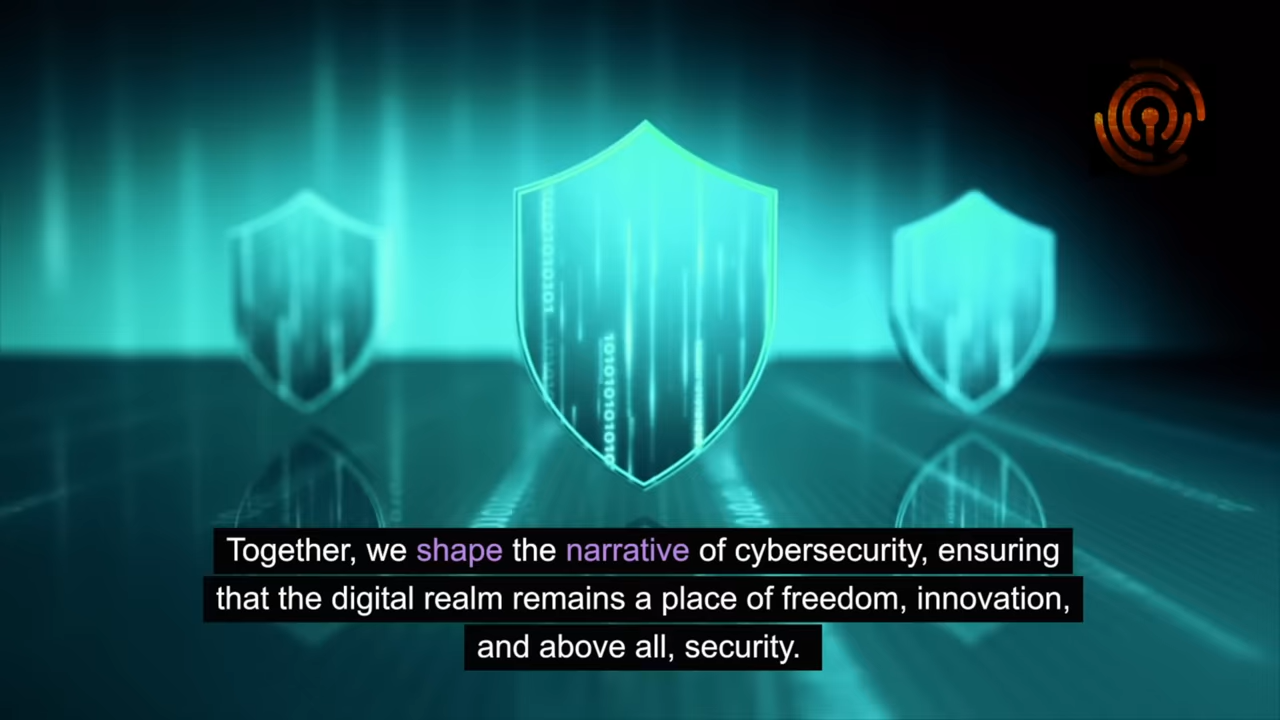 Together, we shape the narrative of cybersecurity, ensuring
that the digital realm remains a place of freedom, innovation,
and above all, security.